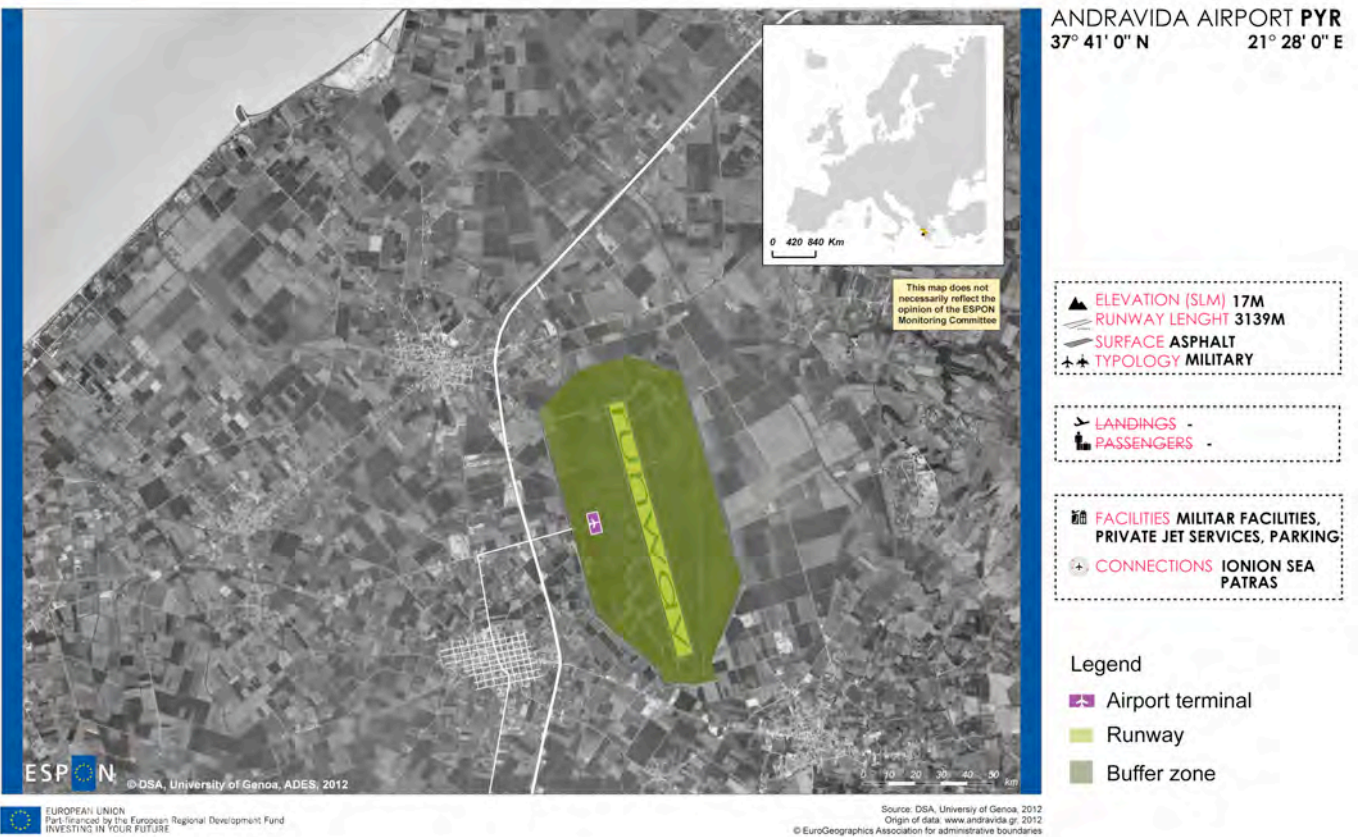 ANDRAVIDA AIRPORT PYR
37° 41' 0" N 21° 28' 0" E
0 420 840 Km
This map does not
necessarily reflect the
opinion of the ESPON
Monitoring Committee
ELEVATION (SLM) 17M
RUNWAY LENGHT 3139M
SURFACE ASPHALT
TYPOLOGY MILITARY
LANDINGS -
PASSENGERS -
FACILITIES MILITAR FACILITIES,
PRIVATE JET SERVICES, PARKING
CONNECTIONS IONION SEA
PATRAS
runway
Legend
Airport terminal
Runway
Buffer zone
ESPON
© DSA, University of Genoa, ADES, 2012
0 10 20 30 40 50
km
EUROPEAN UNION
Part-financed by the European Regional Development Fund
INVESTING IN YOUR FUTURE
Source: DSA, Universiy of Genoa, 2012
Origin of data: www.andravida.gr, 2012
© EuroGeographics Association for administrative boundaries